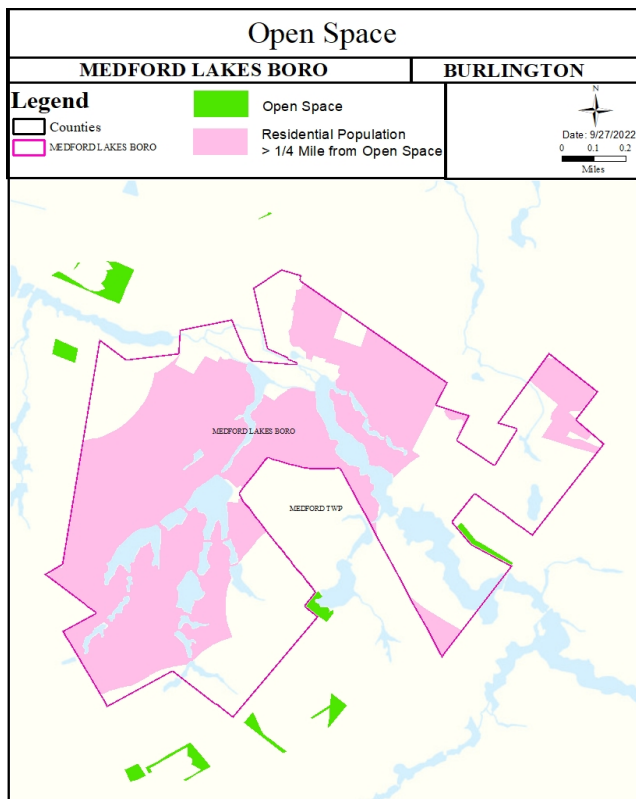 Open Space
MEDFORD LAKES BORO
BURLINGTON
Legend
Counties
MEDFORD LAKES BORO
Open Space
Residential Population
> 1/4 Mile from Open Space
N
Date: 9/27/2022
0 0.1 0.2
Miles
MEDFORD LAKES BORO
MEDFORD TWP